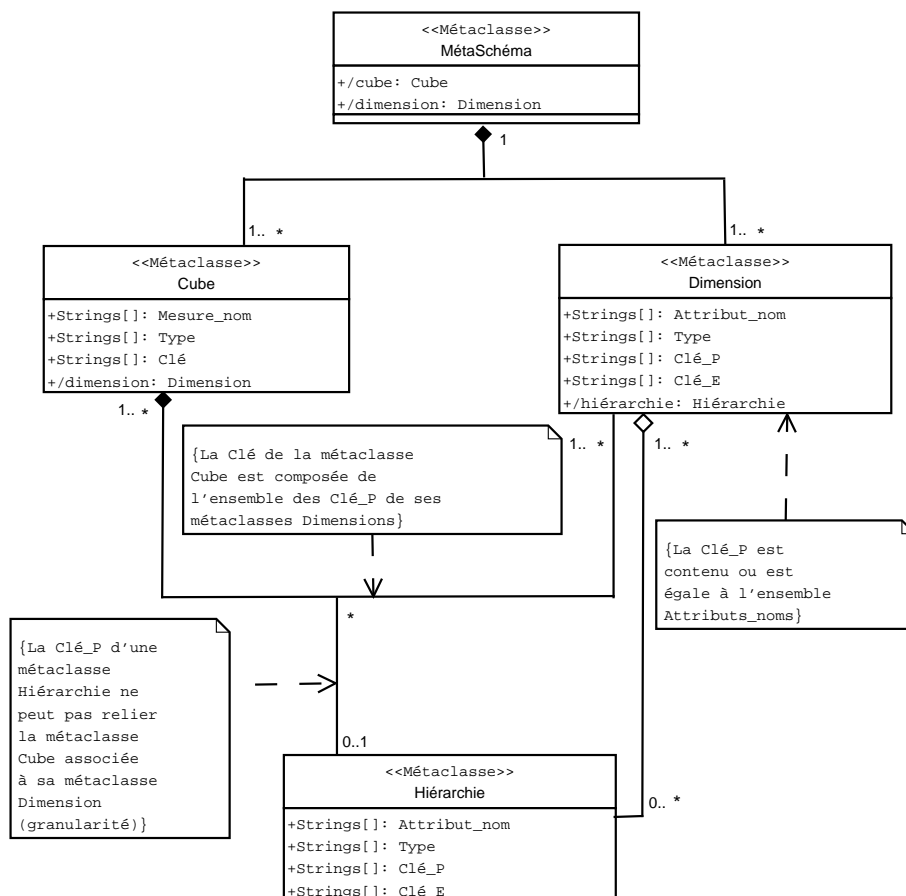 <<Métaclasse>>
MétaSchéma
+/cube: Cube
+/dimension: Dimension
1
1.. *
1.. *
<<Métaclasse>>
Cube
+Strings[]: Mesure_nom
+Strings[]: Type
+Strings[]: Clé
+/dimension: Dimension
<<Métaclasse>>
Dimension
+Strings[]: Attribut_nom
+Strings[]: Type
+Strings[]: Clé_P
+Strings[]: Clé_E
+/hiérarchie: Hiérarchie
1.. *
1.. *
1.. *
{La Clé de la métaclasse
Cube est composée de
l'ensemble des Clé_P de ses
métaclasses Dimensions}
{La Clé_P est
contenu ou est
égale à l'ensemble
Attributs_noms}
*
{La Clé_P d'une
métaclasse
Hiérarchie ne
peut pas relier
la métaclasse
Cube associée
à sa métaclasse
Dimension
(granularité)}
0..1
0.. *
<<Métaclasse>>
Hiérarchie
+Strings[]: Attribut_nom
+Strings[]: Type
+Strings[]: Clé_P
+Strings[]: Clé_E